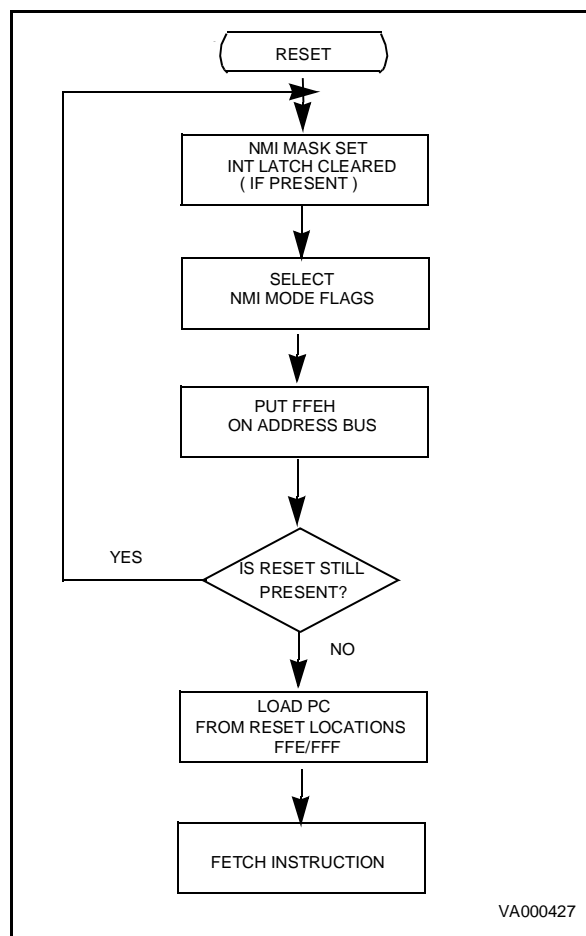 RESET
NMI MASK SET
INT LATCH CLEARED
( IF PRESENT )
SELECT
NMI MODE FLAGS
PUT FFEH
ON ADDRESS BUS
YES
IS RESET STILL
PRESENT?
NO
LOAD PC
FROM RESET LOCATIONS
FFE/FFF
FETCH INSTRUCTION
VA000427